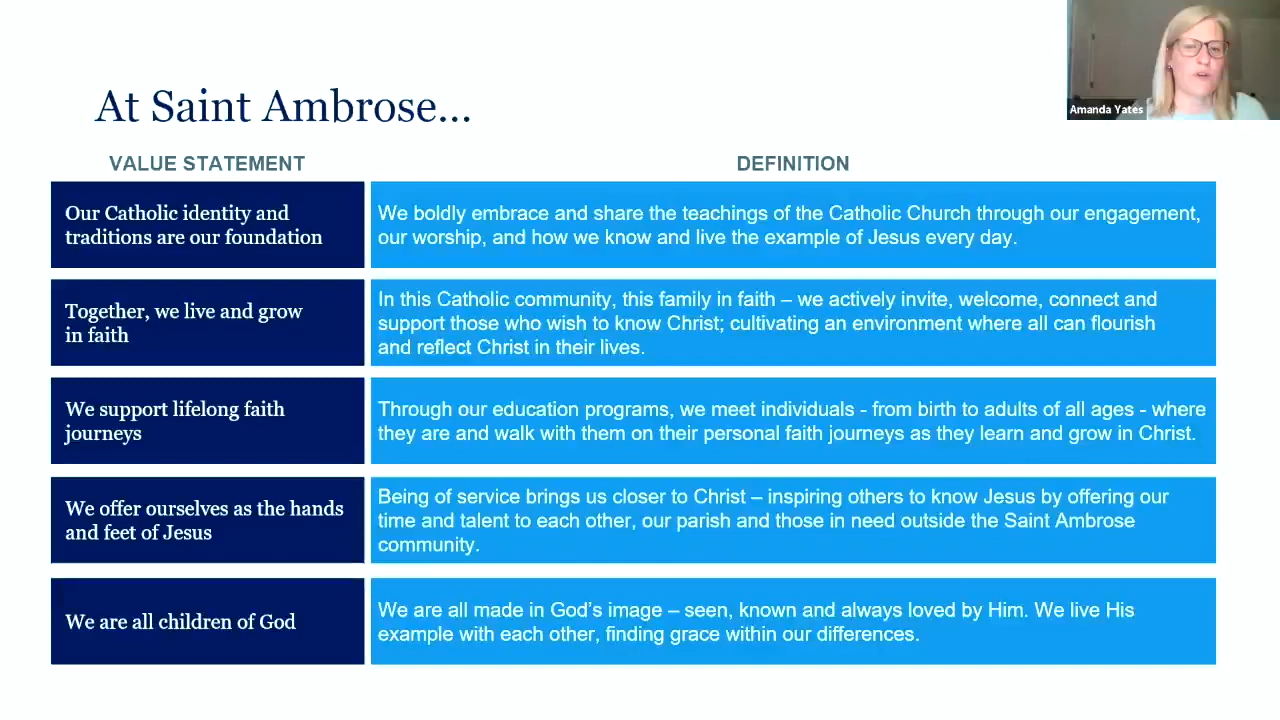 Amanda Yates
At Saint Ambrose...
VALUE STATEMENT
DEFINITION
Our Catholic identity and
traditions are our foundation
We boldly embrace and share the teachings of the Catholic Church through our engagement,
our worship, and how we know and live the example of Jesus every day.
Together, we live and grow
in faith
In this Catholic community, this family in faith – we actively invite, welcome, connect and
support those who wish to know Christ; cultivating an environment where all can flourish
and reflect Christ in their lives.
We support lifelong faith
journeys
Through our education programs, we meet individuals - from birth to adults of all ages - where
they are and walk with them on their personal faith journeys as they learn and grow in Christ.
We offer ourselves as the hands
and feet of Jesus
Being of service brings us closer to Christ – inspiring others to know Jesus by offering our
time and talent to each other, our parish and those in need outside the Saint Ambrose
community.
We are all children of God
We are all made in God's image – seen, known and always loved by Him. We live His
example with each other, finding grace within our differences.